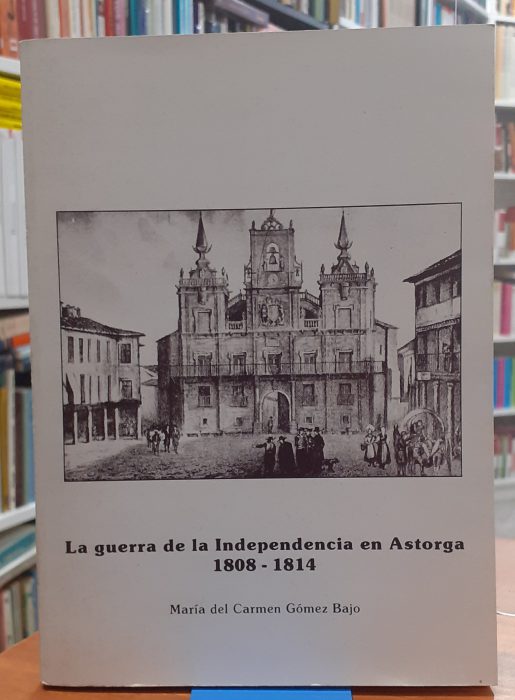 La guerra de la Independencia en Astorga
1808 - 1814
María del Carmen Gómez Bajo